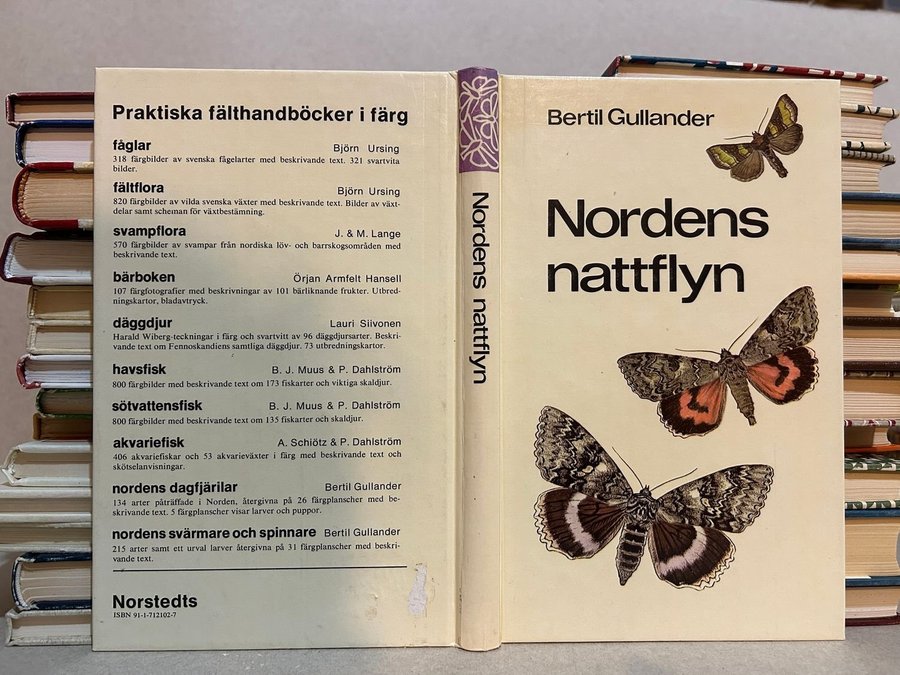 Praktiska fälthandböcker i färg
fåglar Björn Ursing
318 färgbilder av svenska fågelarter med beskrivande text. 321 svartvita
bilder.
fältflora Björn Ursing
820 färgbilder av vilda svenska växter med beskrivande text. Bilder av växt-
delar samt scheman för växtbestämning.
svampflora J. & M. Lange
570 färgbilder av svampar från nordiska löv- och barrskogsområden med
beskrivande text.
bärboken Örjan Armfelt Hansell
107 färgfotografier med beskrivningar av 101 bärliknande frukter. Utbred-
ningskartor, bladavtryck.
däggdjur Lauri Siivonen
Harald Wiberg-teckningar i färg och svartvitt av 96 däggdjursarter. Beskri-
vande text om Fennoskandiens samtliga däggdjur. 73 utbredningskartor.
havsfisk B. J. Muus & P. Dahlström
800 färgbilder med beskrivande text om 173 fiskarter och viktiga skaldjur.
sötvattensfisk B. J. Muus & P. Dahlström
800 färgbilder med beskrivande text om 135 fiskarter och skaldjur.
akvariefisk A. Schiötz & P. Dahlström
406 akvariefiskar och 53 akvarieväxter i färg med beskrivande text och
skötselanvisningar.
nordens dagfjärilar Bertil Gullander
134 arter påträffade i Norden, återgivna på 26 färgplanscher med be-
skrivande text. 5 färgplanscher visar larver och puppor.
nordens svärmare och spinnare Bertil Gullander
215 arter samt ett urval larver återgivna på 31 färgplanscher med beskri-
vande text.
Norstedts
ISBN 91-1-712102-7
Nordens nattflyn
Bertil Gullander
Nordens
nattflyn